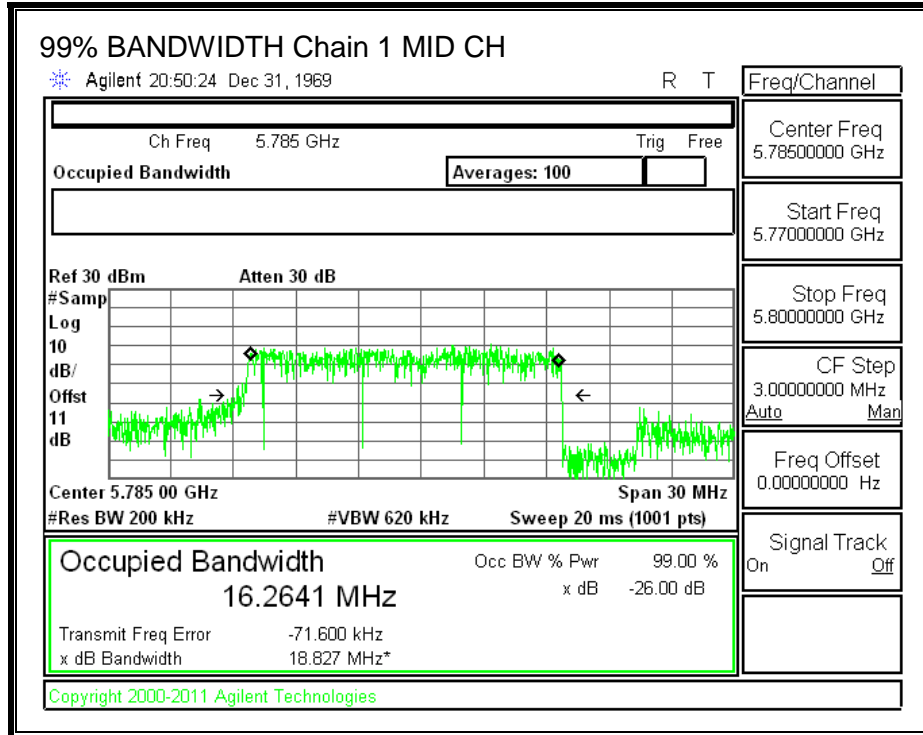 99% BANDWIDTH Chain 1 MID CH
Agilent 20:50:24 Dec 31, 1969 R T
Freq/Channel
Ch Freq 5.785 GHz Trig Free
Occupied Bandwidth Averages: 100
Center Freq
5.78500000 GHz
Start Freq
5.77000000 GHz
Stop Freq
5.80000000 GHz
CF Step
3.00000000 MHz
Auto Man
Freq Offset
0.00000000 Hz
Signal Track
On Off
Ref 30 dBm Atten 30 dB
#Samp
Log
10
dB/
Offst
11
dB
Center 5.785 00 GHz Span 30 MHz
#Res BW 200 kHz #VBW 620 kHz Sweep 20 ms (1001 pts)
Occupied Bandwidth Occ BW % Pwr 99.00 %
16.2641 MHz x dB -26.00 dB
Transmit Freq Error -71.600 kHz
x dB Bandwidth 18.827 MHz*
Copyright 2000-2011 Agilent Technologies